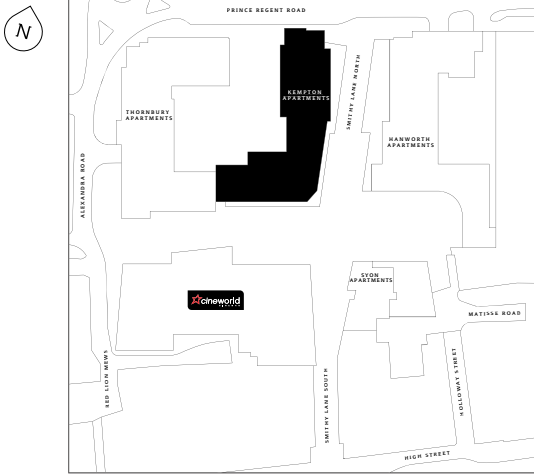 PRINCE REGENT ROAD
N
KEMPTON
APARTMENTS
SMITHY LANE NORTH
THORNBURY
APARTMENTS
HANWORTH
APARTMENTS
ALEXANDRA ROAD
SYON
APARTMENTS
cineworld
MATISSE ROAD
RED LION MEWS
HOLLOWAY STREET
SMITHY LANE SOUTH
HIGH STREET